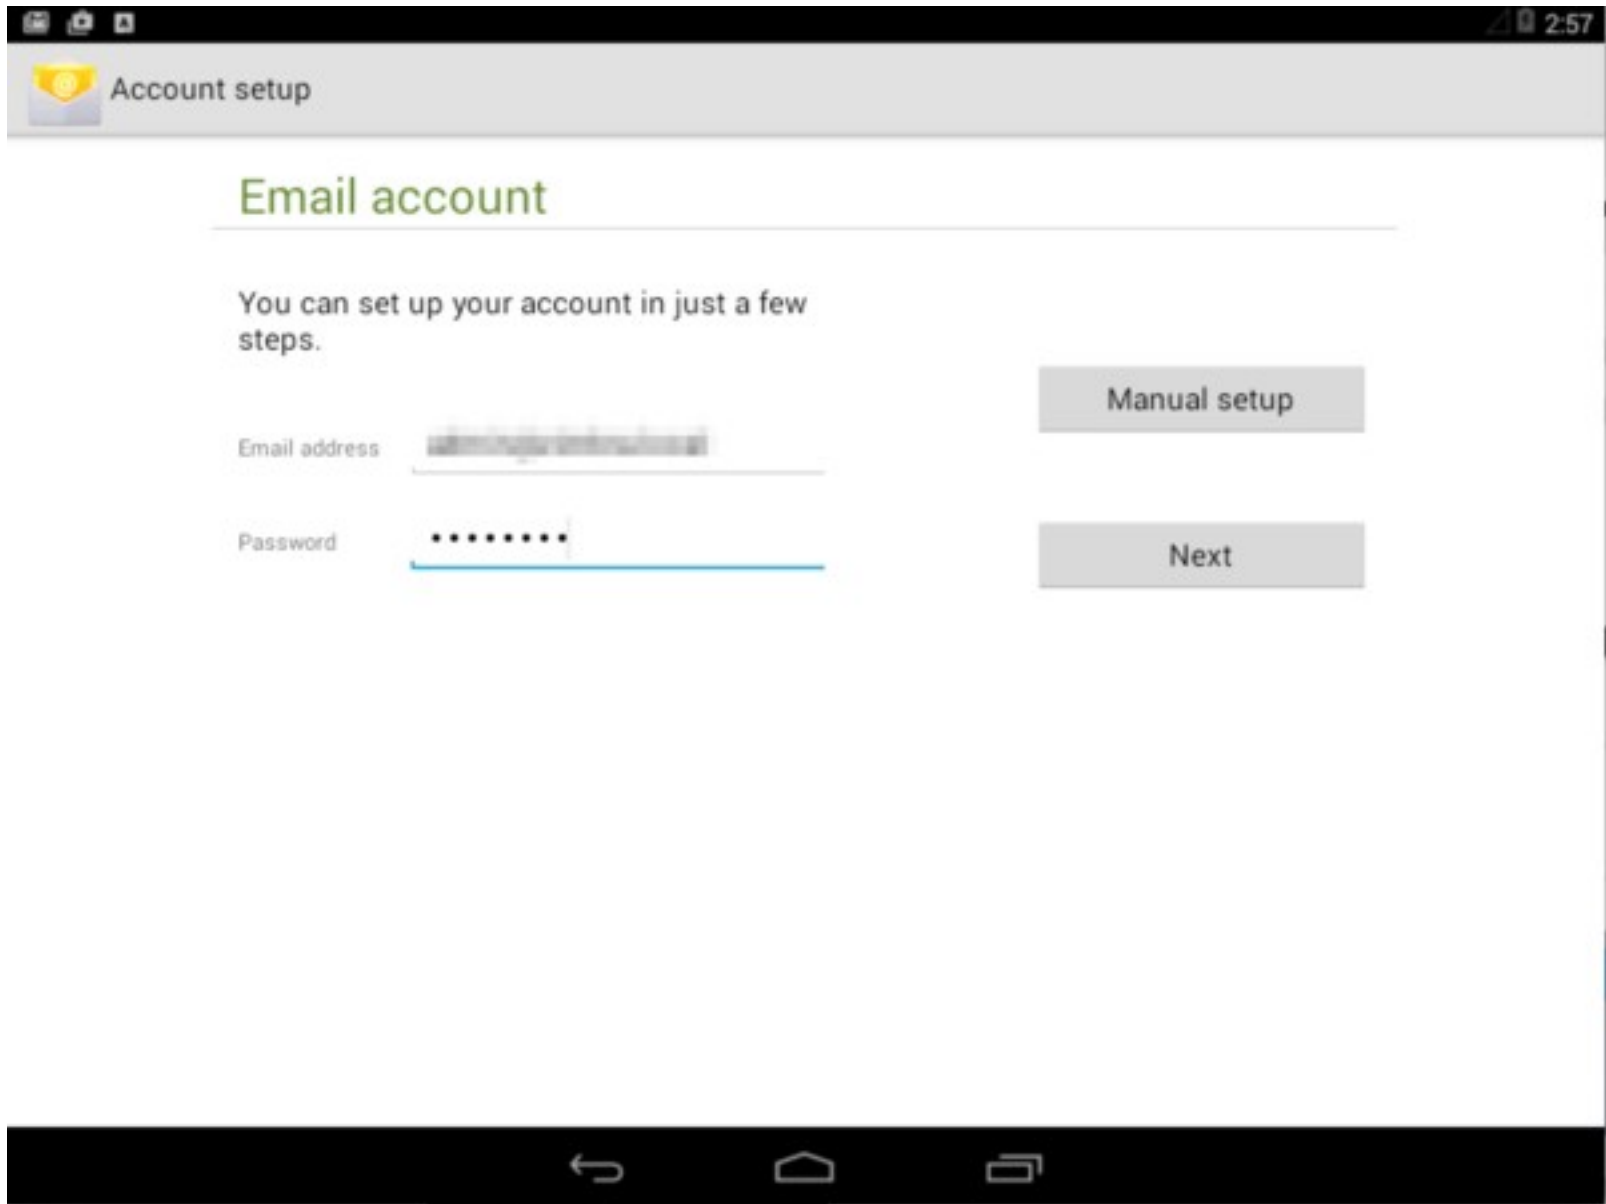 2:57
Account setup
Email account
You can set up your account in just a few
steps.
Manual setup
Email address
Password ••••••••
Next